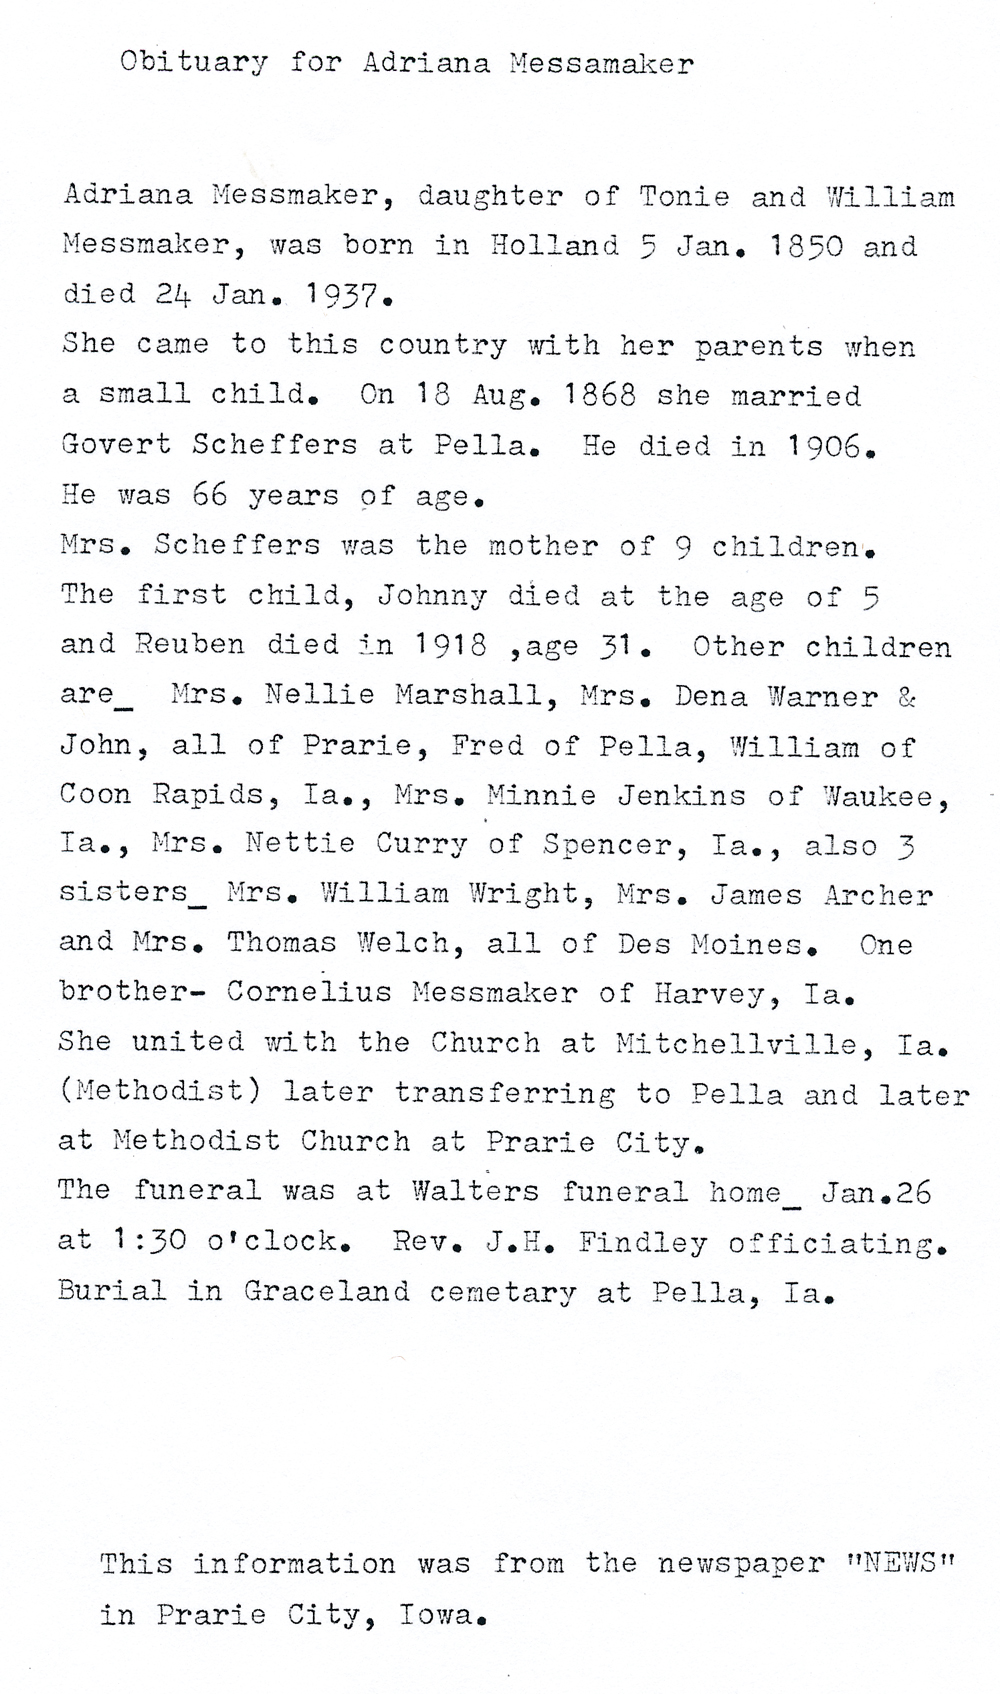 Obituary for Adriana Messamaker
Adriana Messmaker, daughter of Tonie and William
Messmaker, was born in Holland 5 Jan. 1850 and
died 24 Jan. 1937.
She came to this country with her parents when
a small child.  On 18 Aug. 1868 she married
Govert Scheffers at Pella.  He died in 1906.
He was 66 years of age.
Mrs. Scheffers was the mother of 9 children.
The first child, Johnny died at the age of 5
and Reuben died in 1918 ,age 31.  Other children
are_  Mrs. Nellie Marshall, Mrs. Dena Warner &
John, all of Prarie, Fred of Pella, William of
Coon Rapids, Ia., Mrs. Minnie Jenkins of Waukee,
Ia., Mrs. Nettie Curry of Spencer, Ia., also 3
sisters_ Mrs. William Wright, Mrs. James Archer
and Mrs. Thomas Welch, all of Des Moines.  One
brother- Cornelius Messmaker of Harvey, Ia.
She united with the Church at Mitchellville, Ia.
(Methodist) later transferring to Pella and later
at Methodist Church at Prarie City.
The funeral was at Walters funeral home_ Jan.26
at 1:30 o'clock.  Rev. J.H. Findley officiating.
Burial in Graceland cemetary at Pella, Ia.
This information was from the newspaper "NEWS"
in Prarie City, Iowa.